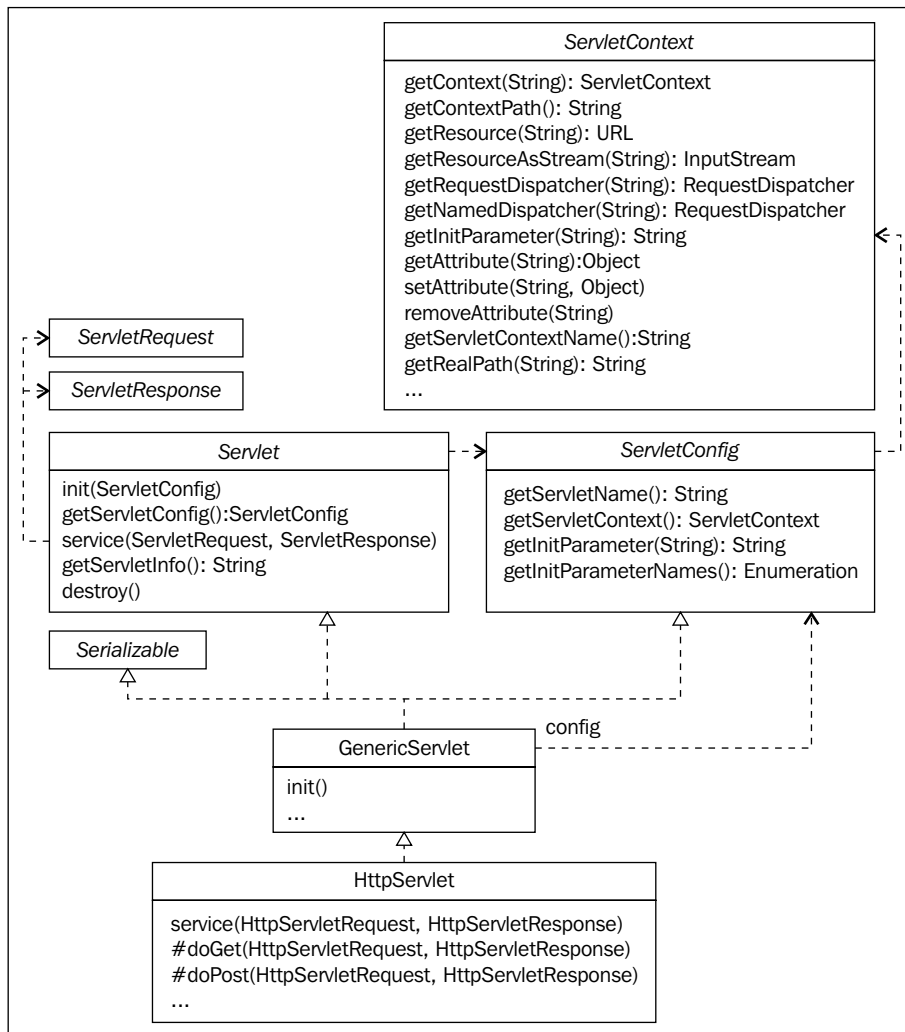 ServletContext
getContext(String): ServletContext
getContextPath(): String
getResource(String): URL
getResourceAsStream(String): InputStream
getRequestDispatcher(String): RequestDispatcher
getNamedDispatcher(String): RequestDispatcher
getInitParameter(String): String
getAttribute(String):Object
setAttribute(String, Object)
removeAttribute(String)
getServletContextName():String
getRealPath(String): String
...
ServletRequest
ServletResponse
Servlet
init(ServletConfig)
getServletConfig():ServletConfig
service(ServletRequest, ServletResponse)
getServletInfo(): String
destroy()
ServletConfig
getServletName(): String
getServletContext(): ServletContext
getInitParameter(String): String
getInitParameterNames(): Enumeration
Serializable
config
GenericServlet
init()
...
HttpServlet
service(HttpServletRequest, HttpServletResponse)
#doGet(HttpServletRequest, HttpServletResponse)
#doPost(HttpServletRequest, HttpServletResponse)
...